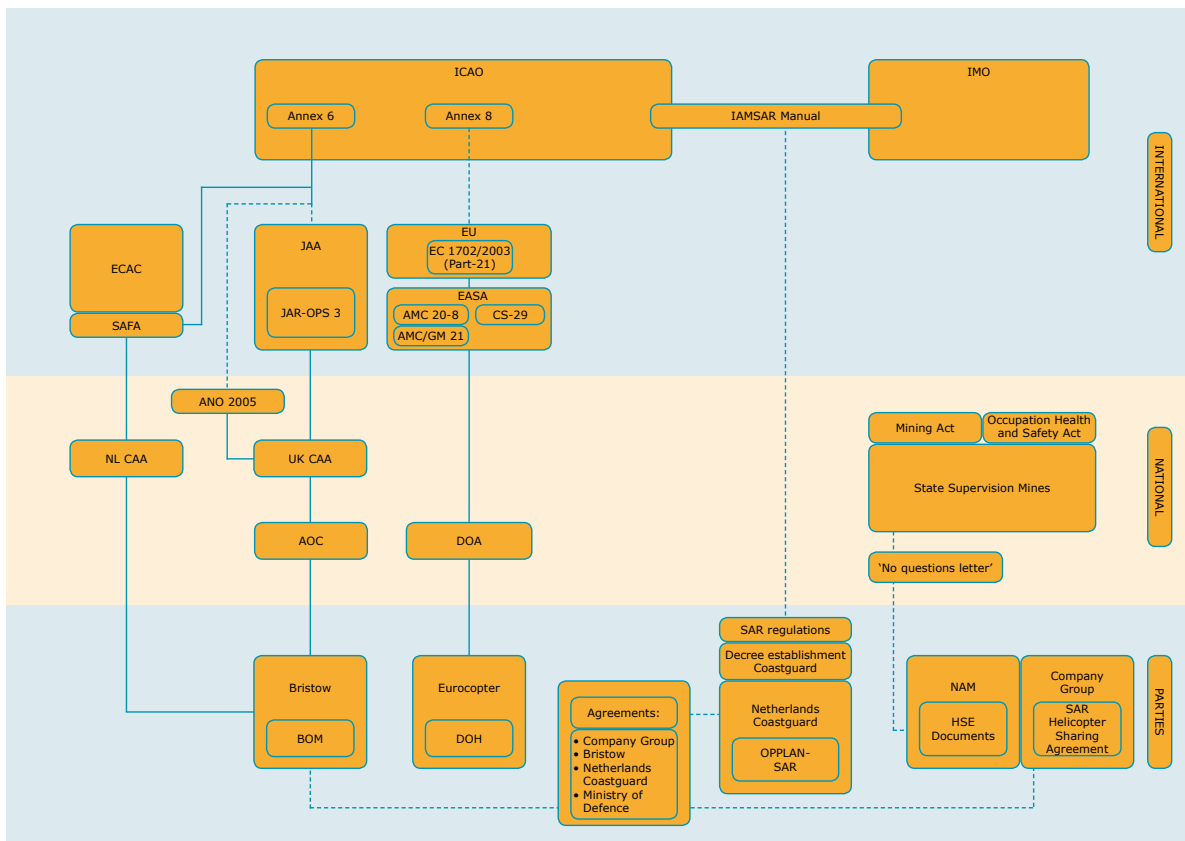 ICAO
IMO
Annex 6
Annex 8
IAMSAR Manual
INTERNATIONAL
ECAC
SAFA
JAA
JAR-OPS 3
EU
EC 1702/2003
(Part-21)
EASA
AMC 20-8
CS-29
AMC/GM 21
ANO 2005
NL CAA
UK CAA
Mining Act
Occupation Health
and Safety Act
State Supervision Mines
NATIONAL
AOC
DOA
‘No questions letter’
SAR regulations
Decree establishment
Coastguard
Bristow
BOM
Eurocopter
DOH
Agreements:
• Company Group
• Bristow
• Netherlands
Coastguard
• Ministry of
Defence
Netherlands
Coastguard
OPPLAN-
SAR
NAM
HSE
Documents
Company
Group
SAR
Helicopter
Sharing
Agreement
PARTIES